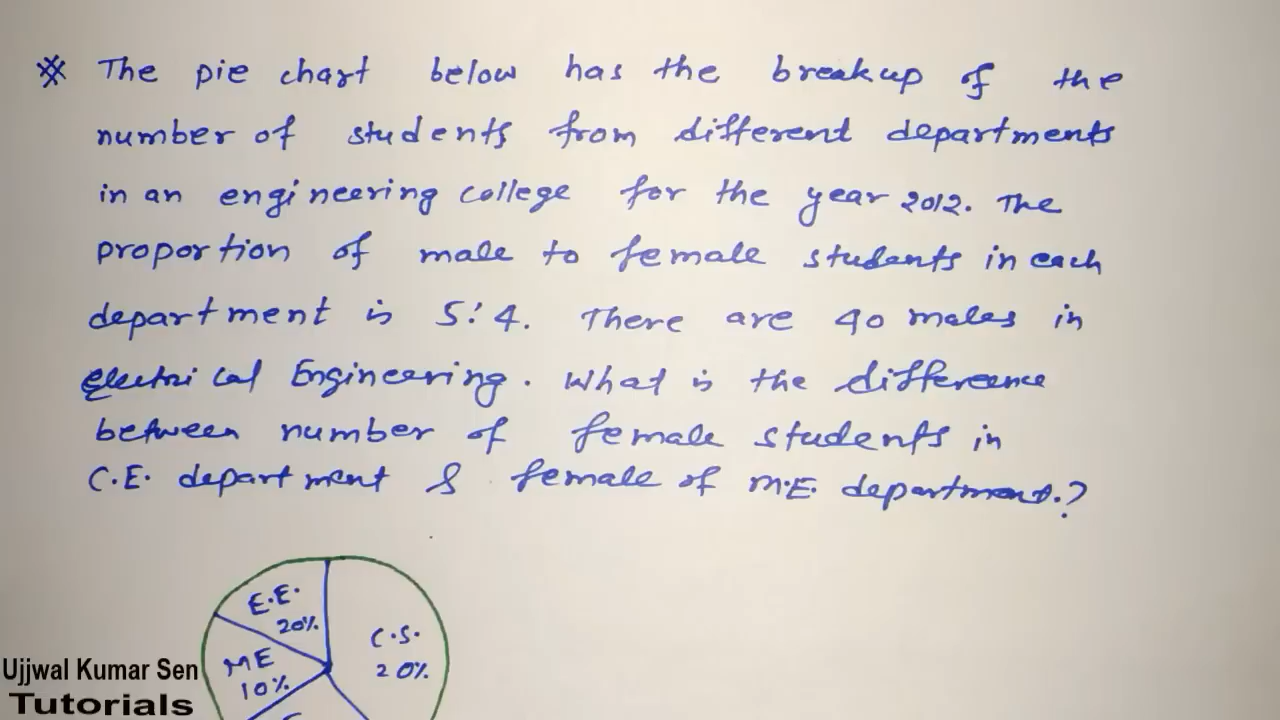 The pie chart below has the breakup of the
number of students from different departments
in an engineering college for the year 2012. The
proportion of male to female students in each
department is 5:4. There are 40 males in
Electrical Engineering. What is the difference
between number of female students in
C.E. department & female of M.E. department.?
E.E.
20%
C.S.
20%
ME
10%
Ujjwal Kumar Sen
Tutorials